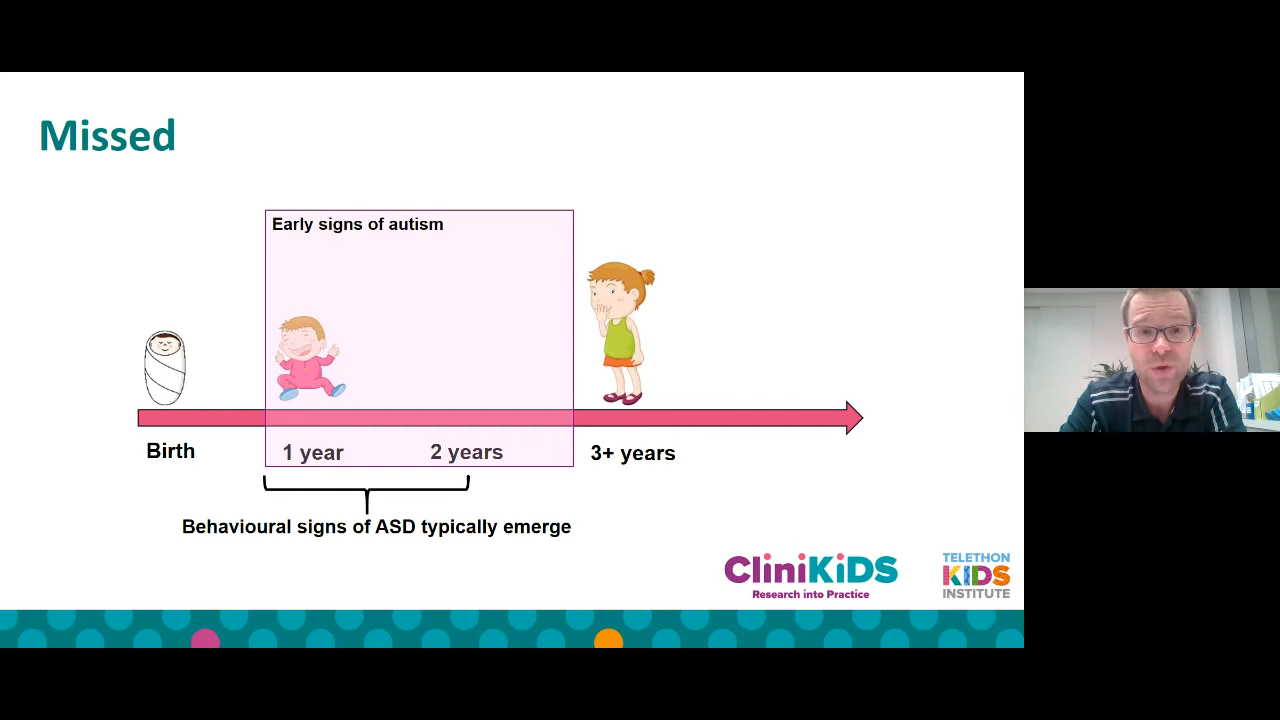 Missed
Early signs of autism
Birth
1 year
2 years
3+ years
Behavioural signs of ASD typically emerge
CliniKiDS
Research into Practice
TELETHON
KIDS
INSTITUTE